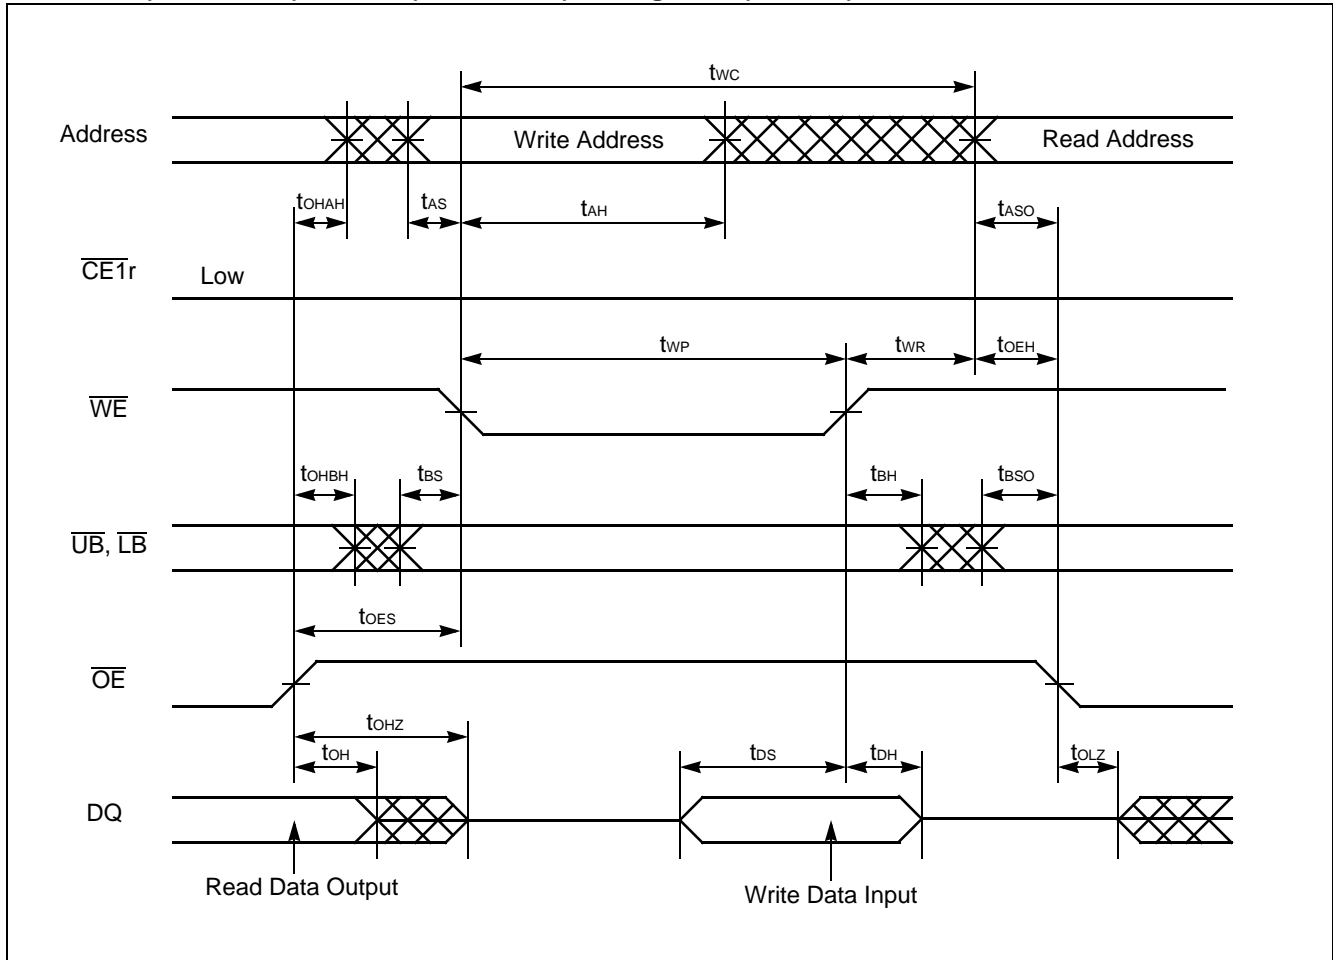 tWC
Address
Write Address
Read Address
tOHAH
tAS
tAH
tASO
CE1r
Low
tWP
tWR
tOEH
WE
tOHBH
tBS
tBH
tBSO
UB, LB
tOES
OE
tOHZ
tOH
tDS
tDH
tOLZ
DQ
Read Data Output
Write Data Input